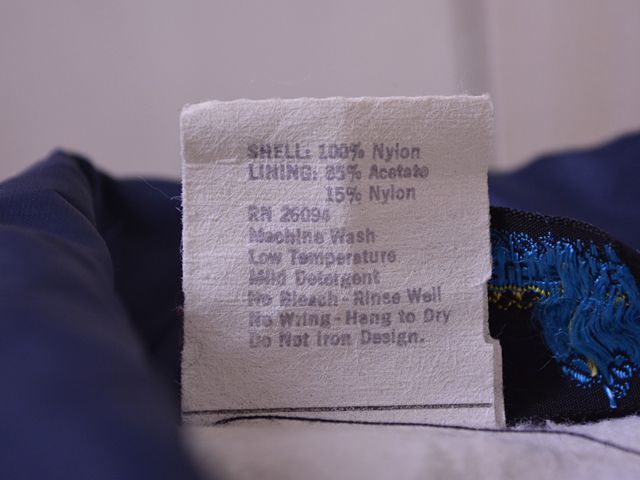 SHELL: 100% Nylon
LINING: 85% Acetate
15% Nylon
RN 26094
Machine Wash
Low Temperature
Mild Detergent
No Bleach - Rinse Well
No Wring - Hang to Dry
Do Not Iron Design.